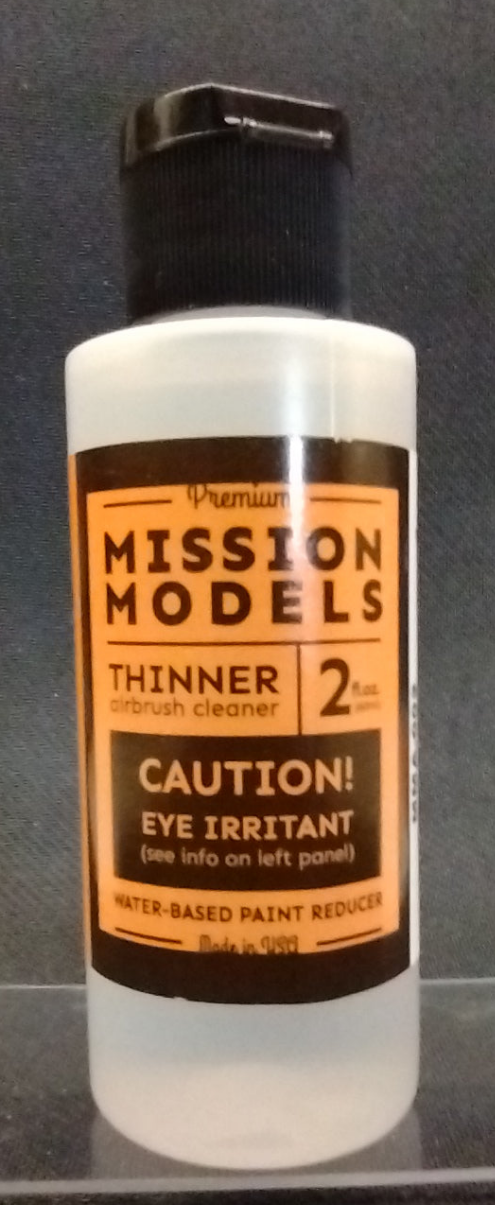 Premium
MISSION
MODELS
THINNER
airbrush cleaner
2 fl.oz.
CAUTION!
EYE IRRITANT
(see info on left panel)
WATER-BASED PAINT REDUCER
Made in USA